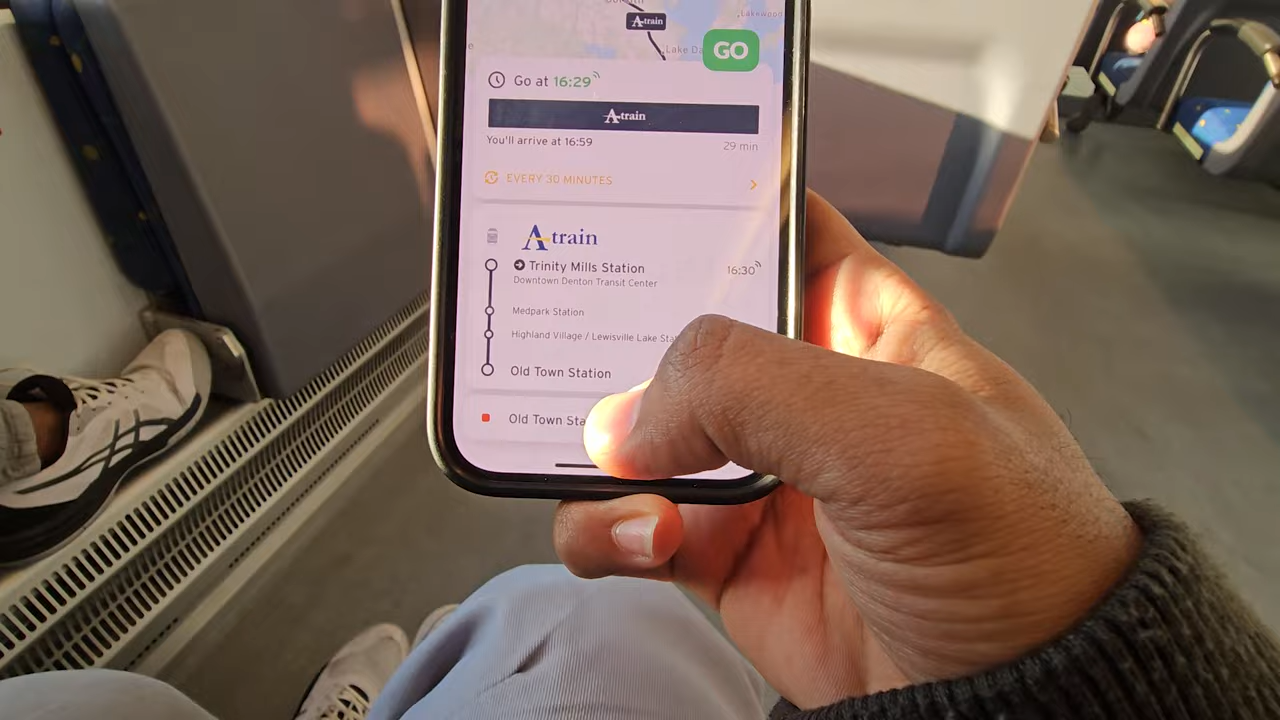 A train
Lakewood
Lake Da
GO
Go at 16:29
A train
You'll arrive at 16:59
29 min
EVERY 30 MINUTES
A train
Trinity Mills Station
16:30
Downtown Denton Transit Center
Medpark Station
Highland Village / Lewisville Lake Sta
Old Town Station
Old Town Sta